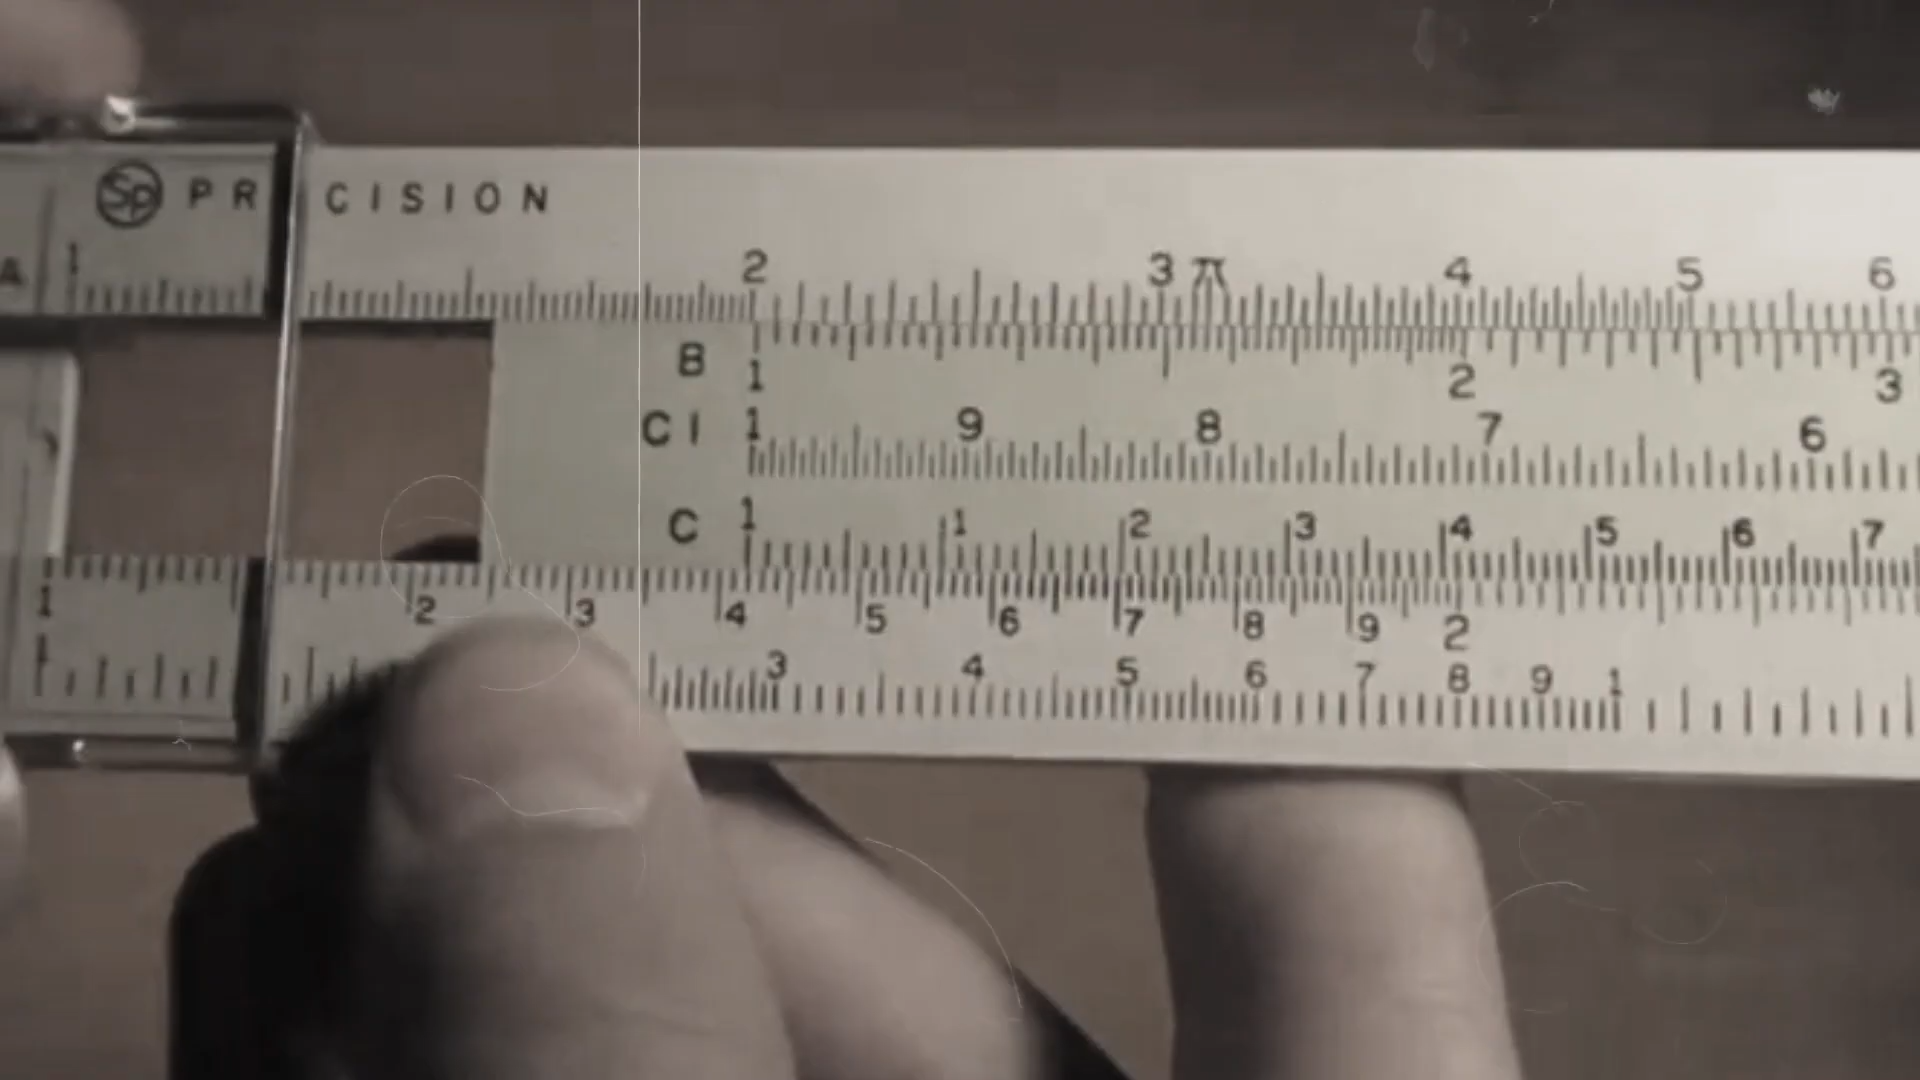 Sp PR CISION
A 1 2 3 π 4 5 6
B 1 2 3
CI 1 9 8 7 6
C 1 1 2 3 4 5 6 7
1 2 3 4 5 6 7 8 9 2
1 3 4 5 6 7 8 9 1